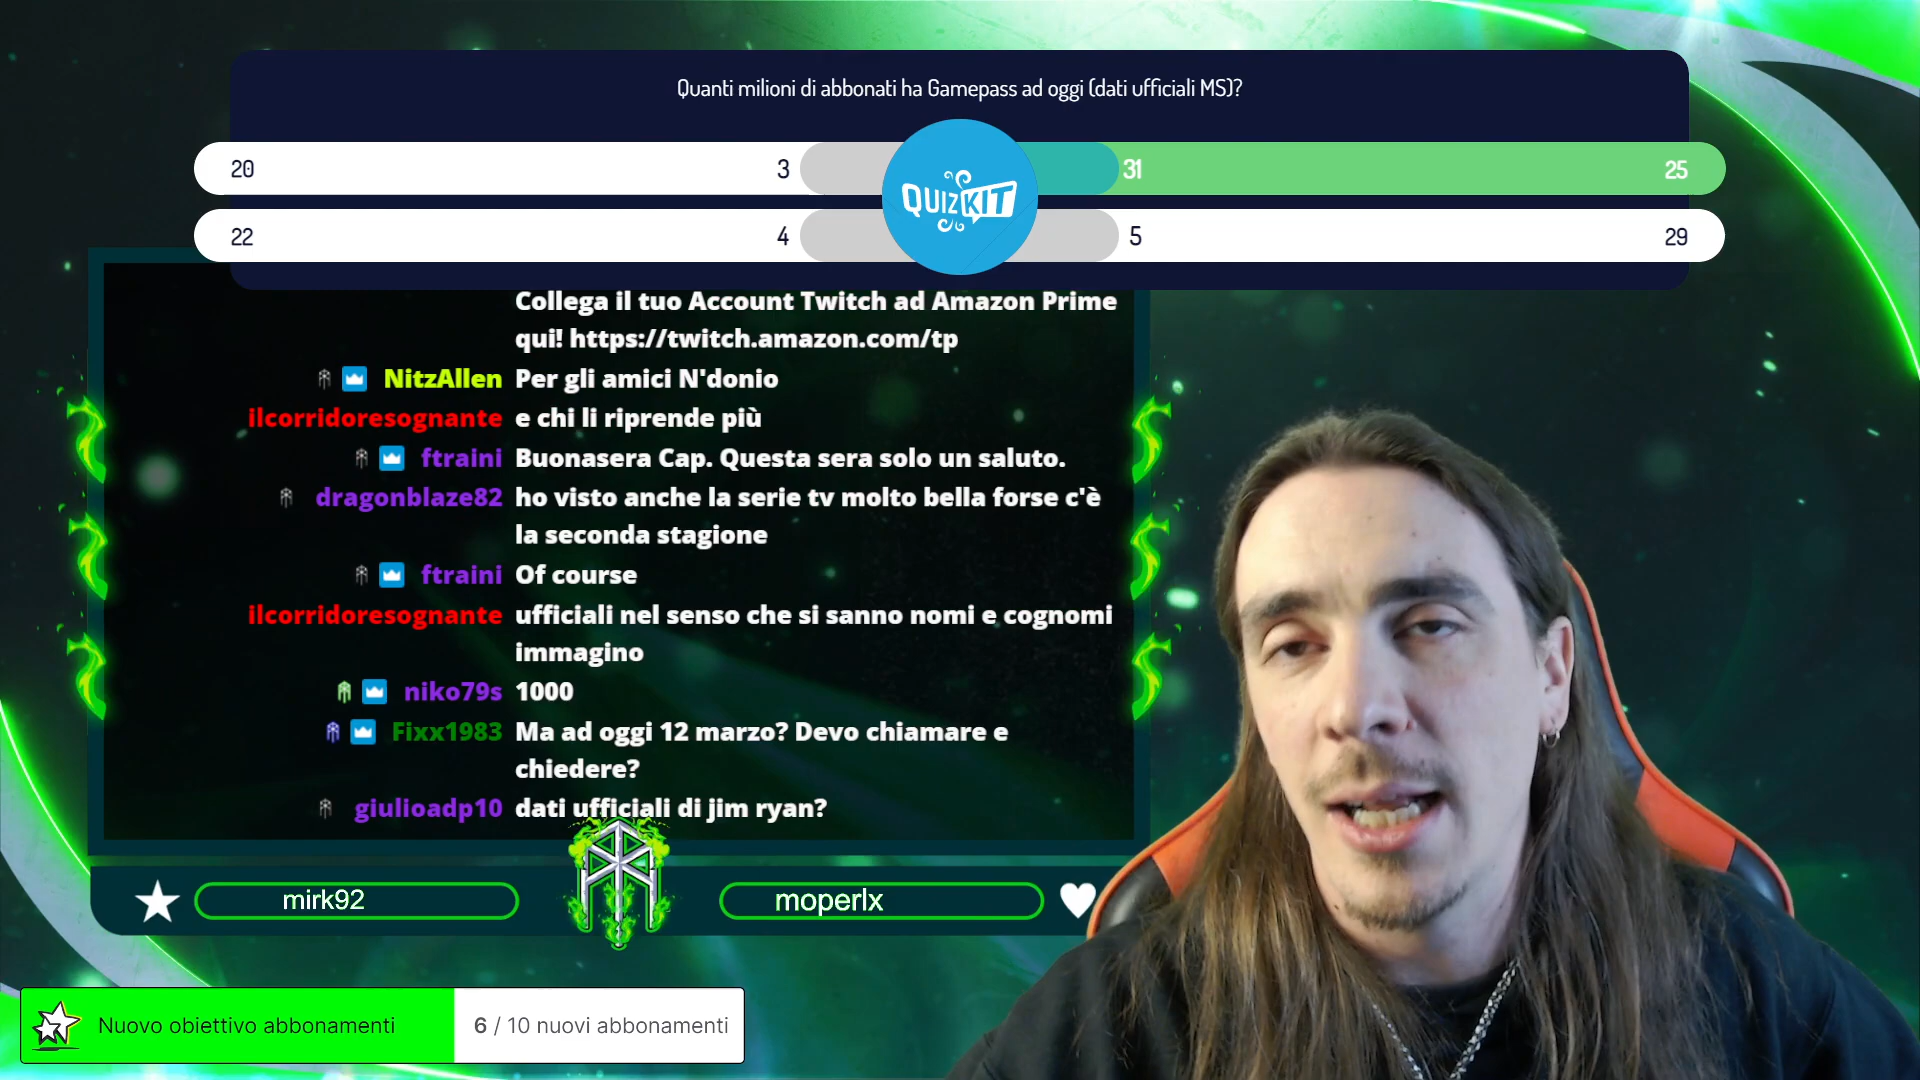 Quanti milioni di abbonati ha Gamepass ad oggi (dati ufficiali MS)?
20 3
31 25
22 4
5 29
QUIZKIT
Collega il tuo Account Twitch ad Amazon Prime
qui! https://twitch.amazon.com/tp
NitzAllen Per gli amici N'donio
ilcorridoresognante e chi li riprende più
ftraini Buonasera Cap. Questa sera solo un saluto.
dragonblaze82 ho visto anche la serie tv molto bella forse c'è
la seconda stagione
ftraini Of course
ilcorridoresognante ufficiali nel senso che si sanno nomi e cognomi
immagino
niko79s 1000
Fixx1983 Ma ad oggi 12 marzo? Devo chiamare e
chiedere?
giulioadp10 dati ufficiali di jim ryan?
mirk92
moperlx
Nuovo obiettivo abbonamenti
6 / 10 nuovi abbonamenti